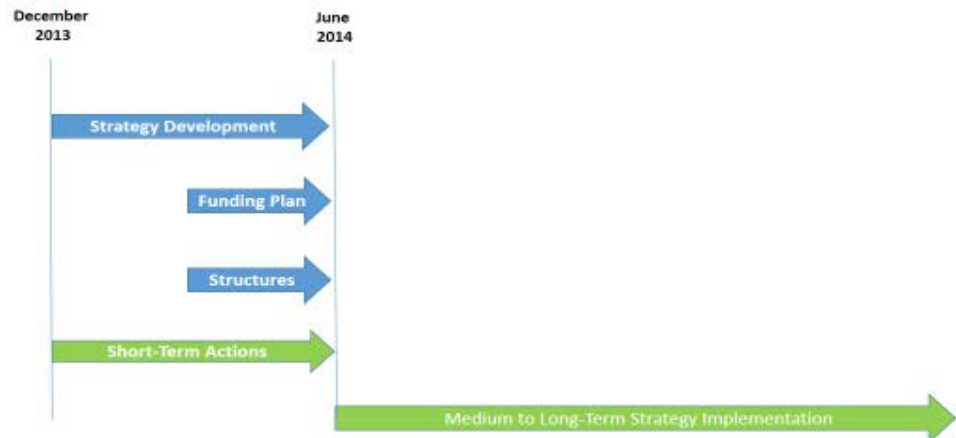 December
2013
June
2014
Strategy Development
Funding Plan
Structures
Short-Term Actions
Medium to Long-Term Strategy Implementation